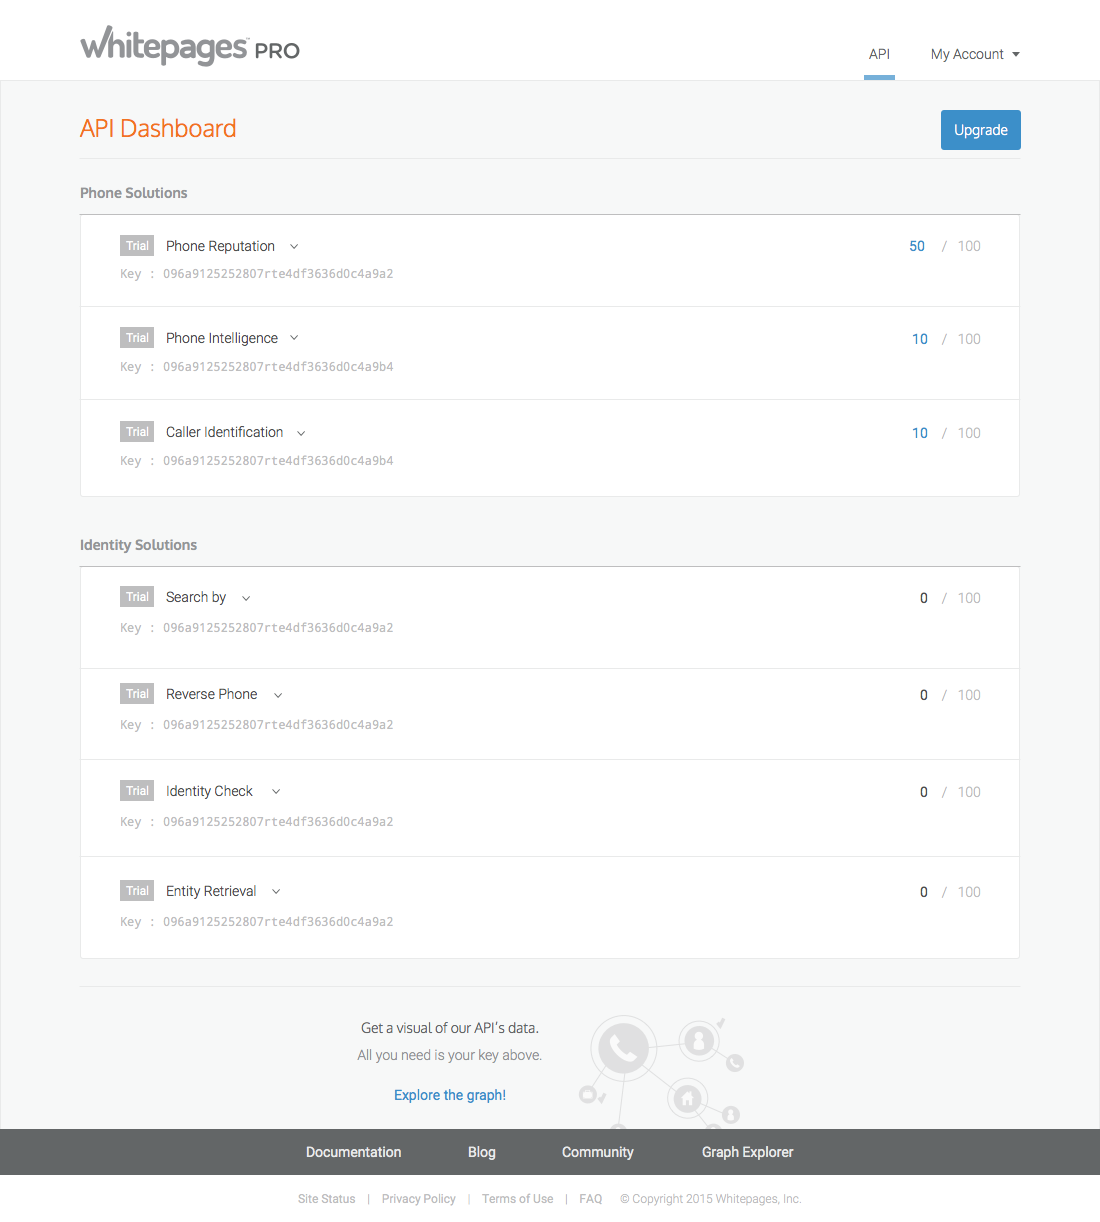 whitepages™ PRO
API
My Account
API Dashboard
Upgrade
Phone Solutions
Trial Phone Reputation 50 / 100
Key : 096a9125252807rte4df3636d0c4a9a2
Trial Phone Intelligence 10 / 100
Key : 096a9125252807rte4df3636d0c4a9b4
Trial Caller Identification 10 / 100
Key : 096a9125252807rte4df3636d0c4a9b4
Identity Solutions
Trial Search by 0 / 100
Key : 096a9125252807rte4df3636d0c4a9a2
Trial Reverse Phone 0 / 100
Key : 096a9125252807rte4df3636d0c4a9a2
Trial Identity Check 0 / 100
Key : 096a9125252807rte4df3636d0c4a9a2
Trial Entity Retrieval 0 / 100
Key : 096a9125252807rte4df3636d0c4a9a2
Get a visual of our API's data.
All you need is your key above.
Explore the graph!
Documentation Blog Community Graph Explorer
Site Status | Privacy Policy | Terms of Use | FAQ © Copyright 2015 Whitepages, Inc.